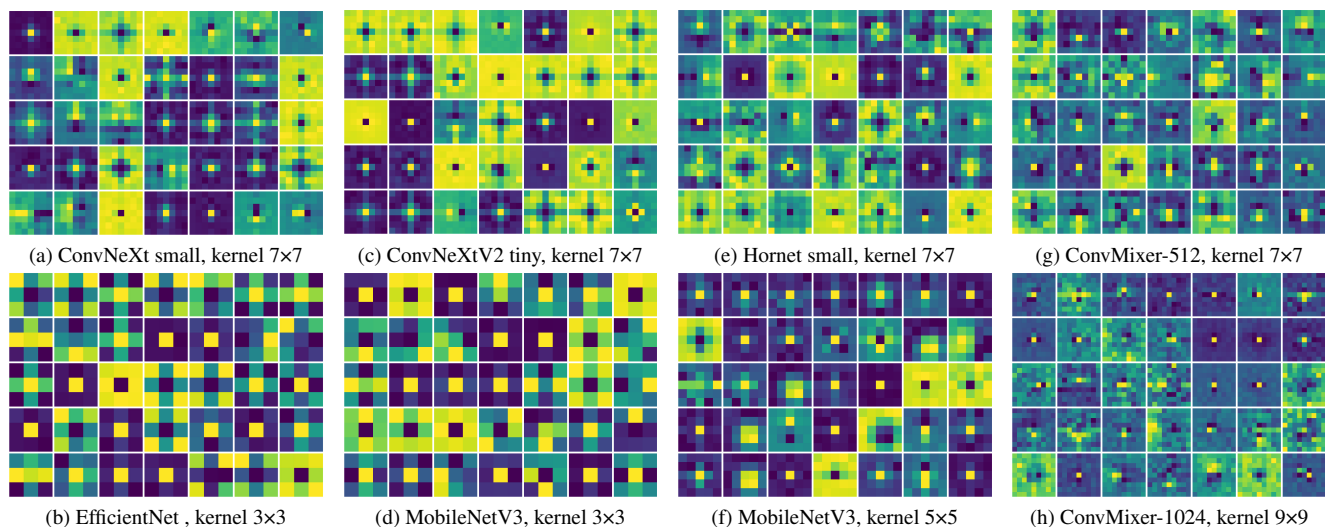 (a) ConvNeXt small, kernel 7×7
(c) ConvNeXtV2 tiny, kernel 7×7
(e) Hornet small, kernel 7×7
(g) ConvMixer-512, kernel 7×7
(b) EfficientNet , kernel 3×3
(d) MobileNetV3, kernel 3×3
(f) MobileNetV3, kernel 5×5
(h) ConvMixer-1024, kernel 9×9